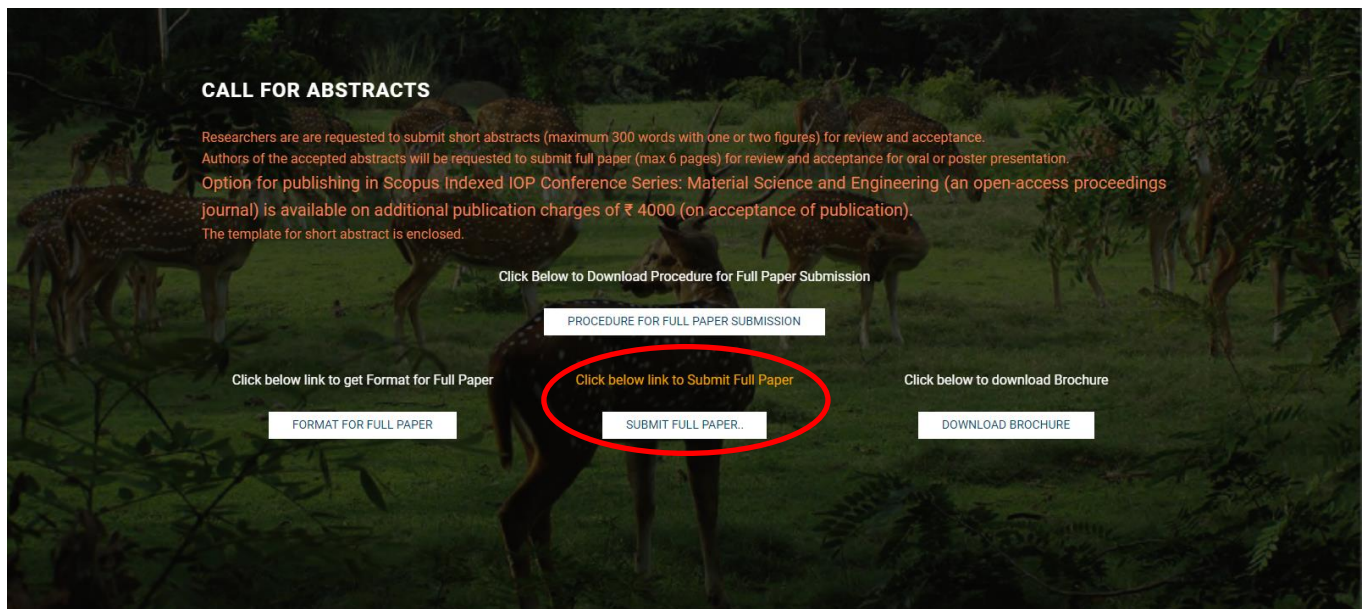 CALL FOR ABSTRACTS
Researchers are are requested to submit short abstracts (maximum 300 words with one or two figures) for review and acceptance.
Authors of the accepted abstracts will be requested to submit full paper (max 6 pages) for review and acceptance for oral or poster presentation.
Option for publishing in Scopus Indexed IOP Conference Series: Material Science and Engineering (an open-access proceedings
journal) is available on additional publication charges of ₹ 4000 (on acceptance of publication).
The template for short abstract is enclosed.
Click Below to Download Procedure for Full Paper Submission
PROCEDURE FOR FULL PAPER SUBMISSION
Click below link to get Format for Full Paper
Click below link to Submit Full Paper
Click below to download Brochure
FORMAT FOR FULL PAPER
SUBMIT FULL PAPER..
DOWNLOAD BROCHURE